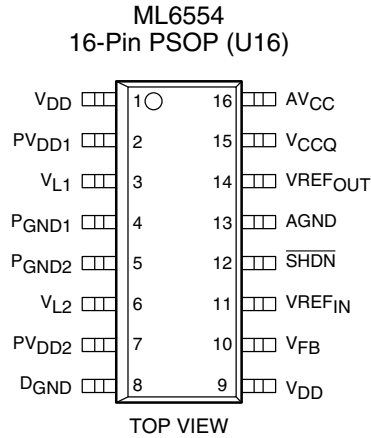 ML6554
16-Pin PSOP (U16)
VDD 1 16 AVCC
PVDD1 2 15 VCCQ
VL1 3 14 VREFOUT
PGND1 4 13 AGND
PGND2 5 12 SHDN
VL2 6 11 VREFIN
PVDD2 7 10 VFB
DGND 8 9 VDD
TOP VIEW